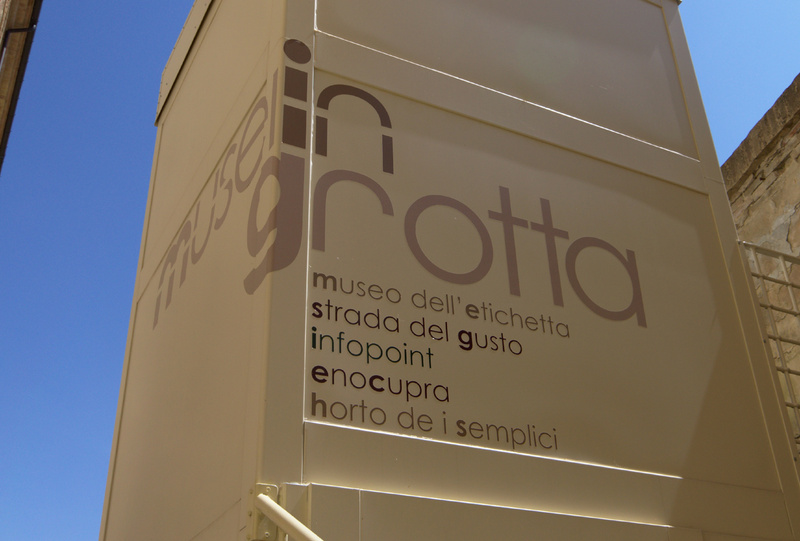 musei in
grotta
museo dell'etichetta
strada del gusto
infopoint
enocupra
horto de i semplici